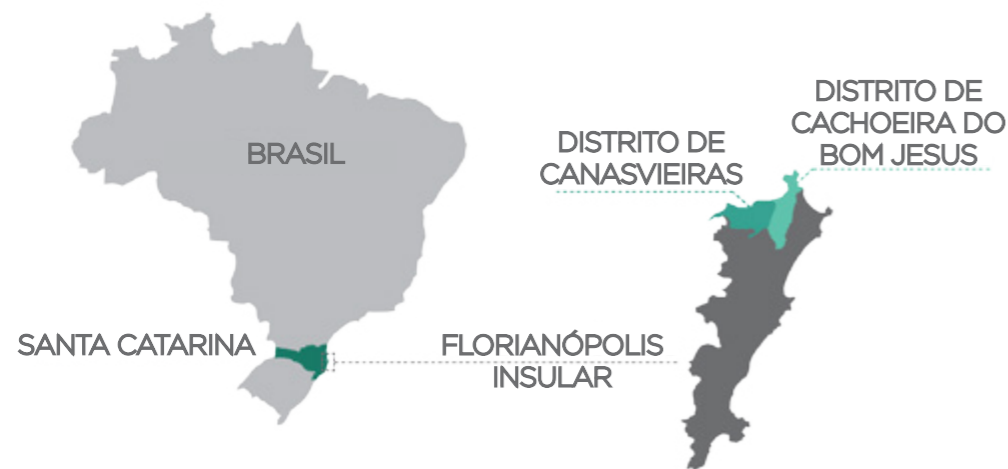 BRASIL
SANTA CATARINA
FLORIANÓPOLIS
INSULAR
DISTRITO DE
CANASVIEIRAS
DISTRITO DE
CACHOEIRA DO
BOM JESUS